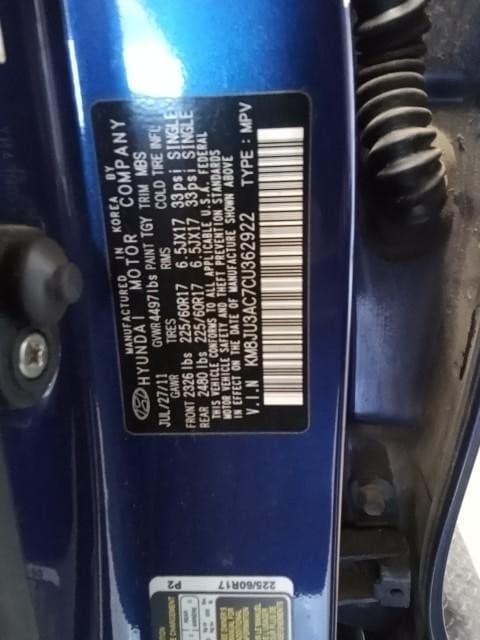 MANUFACTURED IN KOREA BY
HYUNDAI MOTOR COMPANY
JUL/27/11 GVWR 4497 lbs PAINT TGY TRIM MBS
GAWR TIRES RIMS COLD TIRE INFL
FRONT 2326 lbs 225/60R17 6.5JX17 33psi SINGLE
REAR 2480 lbs 225/60R17 6.5JX17 33psi SINGLE
THIS VEHICLE CONFORMS TO ALL APPLICABLE U.S.A. FEDERAL
MOTOR VEHICLE SAFETY AND THEFT PREVENTION STANDARDS
IN EFFECT ON THE DATE OF MANUFACTURE SHOWN ABOVE
V.I.N KM8JU3AC7CU362922 TYPE: MPV
225/60R17 P2